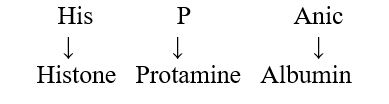 His P Anic
↓ ↓ ↓
Histone Protamine Albumin